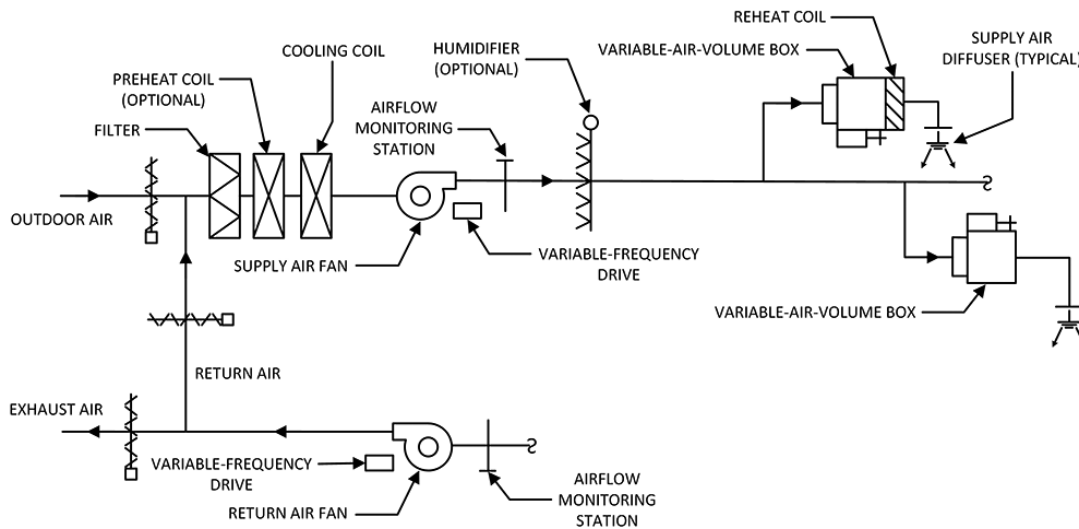 REHEAT COIL
VARIABLE-AIR-VOLUME BOX
SUPPLY AIR
DIFFUSER (TYPICAL)
COOLING COIL
HUMIDIFIER
(OPTIONAL)
PREHEAT COIL
(OPTIONAL)
AIRFLOW
MONITORING
STATION
FILTER
OUTDOOR AIR
SUPPLY AIR FAN
VARIABLE-FREQUENCY
DRIVE
VARIABLE-AIR-VOLUME BOX
RETURN AIR
EXHAUST AIR
VARIABLE-FREQUENCY
DRIVE
RETURN AIR FAN
AIRFLOW
MONITORING
STATION